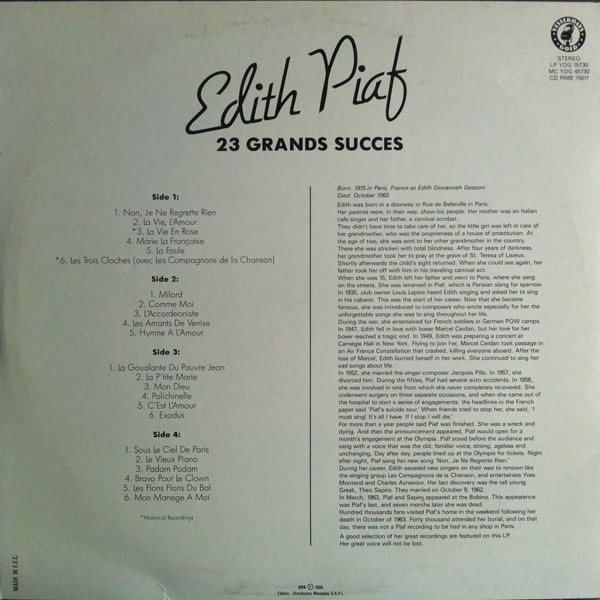 YESTERDAYS
GOLD
STEREO
LP YDG 15730
MC YDG 45730
CD RMB 75611
Edith Piaf
23 GRANDS SUCCES
Side 1:
1. Non, Je Ne Regrette Rien
2. La Vie, L'Amour
*3. La Vie En Rose
4. Marie La Française
5. La Foule
*6. Les Trois Cloches (avec Les Compagnons de la Chanson)
Side 2:
1. Milord
2. Comme Moi
3. L'Accordeoniste
4. Les Amants De Venise
5. Hymne A L'Amour
Side 3:
1. La Goualante Du Pauvre Jean
2. La P'tite Marie
3. Mon Dieu
4. Polichinelle
5. C'Est L'Amour
6. Exodus
Side 4:
1. Sous Le Ciel De Paris
2. Le Vieux Piano
3. Padam Padam
4. Bravo Pour Le Clown
5. Les Flons Flons Du Bal
6. Mon Manege A Moi
*Historical Recordings
Born: 1915 in Paris, France as Edith Giovannah Gassion
Died: October 1963
Edith was born in a doorway in Rue de Belleville in Paris.
Her parents were, in their way, show biz people. Her mother was an Italian
cafe singer and her father, a carnival acrobat.
They didn't have time to take care of her, so the little girl was left in care of
her grandmother, who was the proprietress of a house of prostitution. At
the age of two, she was sent to her other grandmother in the country.
There she was stricken with total blindness. After four years of darkness, her
grandmother took her to pray at the grave of St. Teresa of Lisieux.
Shortly afterwards the child's sight returned. When she could see again, her
father took her off with him in his traveling carnival act.
When she was 15, Edith left her father and went to Paris, where she sang
on the streets. She was renamed in Piaf, which is Parisian slang for sparrow.
In 1935, club owner Louis Leplee heard Edith singing and asked her to sing
in his cabaret. This was the start of her career. Now that she became
famous, she was introduced to composers who wrote especially for her the
unforgettable songs she was to sing throughout her life.
During the war, she entertained for French soldiers in German POW camps.
In 1947, Edith fell in love with boxer Marcel Cerdan, but her love for her
boxer reached a tragic end. In 1949, Edith was preparing a concert at
Carnegie Hall in New York. Flying to join her, Marcel Cerdan took passage in
an Air France Constellation that crashed, killing everyone aboard. After the
loss of Marcel, Edith burried herself in her work. She continued to sing her
sad songs about life.
In 1952, she married the singer-composer Jacques Pills. In 1957, she
divorced him. During the fifties, Piaf had several auto accidents. In 1958,
she was involved in one from which she never completely recovered. She
underwent surgery on three separate occasions, and when she came out of
the hospital to start a series of engagements, the headlines in the French
paper said 'Piaf's suicide tour.' When friends tried to stop her, she said, 'I
must sing! It's all I have. If I stop I will die.'
For more than a year people said Piaf was finished. She was a wreck and
dying. And then the announcement appeared, Piaf would open for a
month's engagement at the Olympia. Piaf stood before the audience and
sang with a voice that was the old, familiar voice, strong, ageless and
unchanging. Day after day, people lined up at the Olympia for tickets. Night
after night, Piaf sang her new song 'Non, Je Ne Regrette Rien.'
During her career, Edith assisted new singers on their way to renown like
the singing group Les Compagnons de la Chanson, and entertainers Yves
Montand and Charles Aznavour. Her last discovery was the tall young
Greek, Theo Sapiro. They married on October 9, 1962.
In March, 1963, Piaf and Sapiro appeared at the Bobino. This appearance
was Piaf's last, and seven months later she was dead.
Hundred thousands fans visited Piaf's home in the weekend following her
death in October of 1963. Forty thousand attended her burial, and on that
day, there was not a Piaf recording to be had in any shop in Paris.
A good selection of her great recordings are featured on this LP.
Her great voice will not be lost.
MADE IN E.E.C.